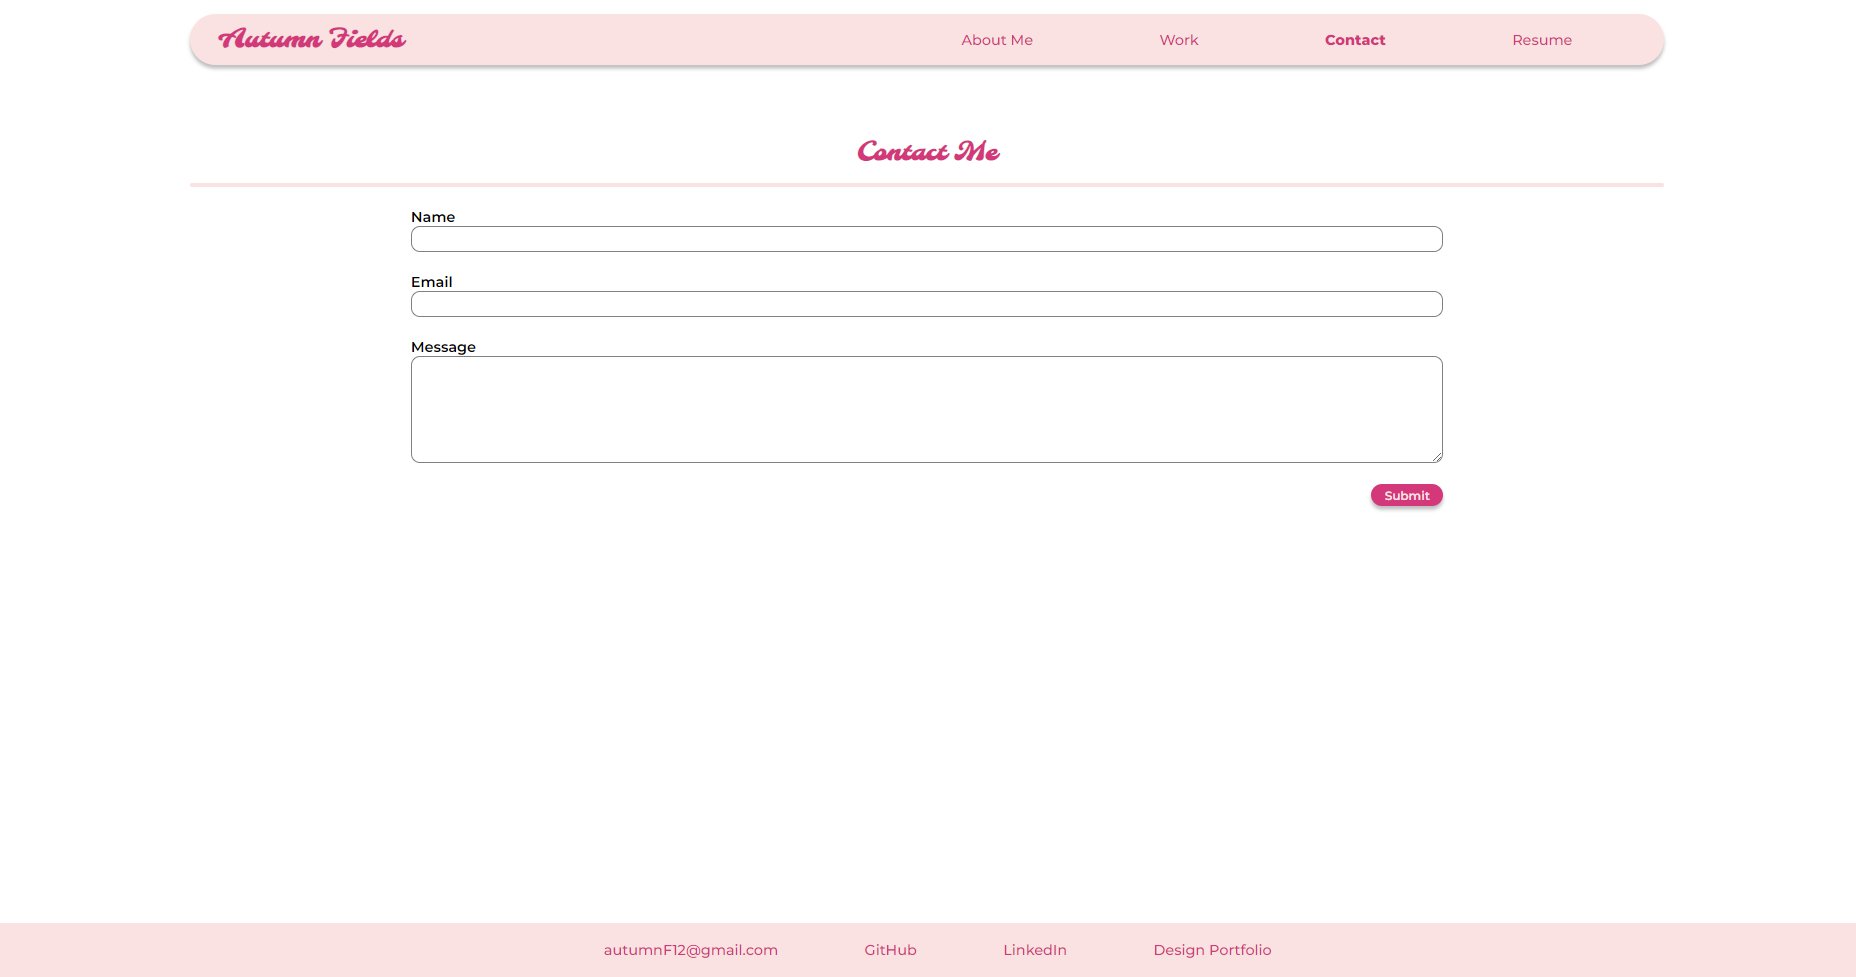 Autumn Fields
About Me Work Contact Resume
Contact Me
Name
Email
Message
Submit
autumnF12@gmail.com GitHub LinkedIn Design Portfolio